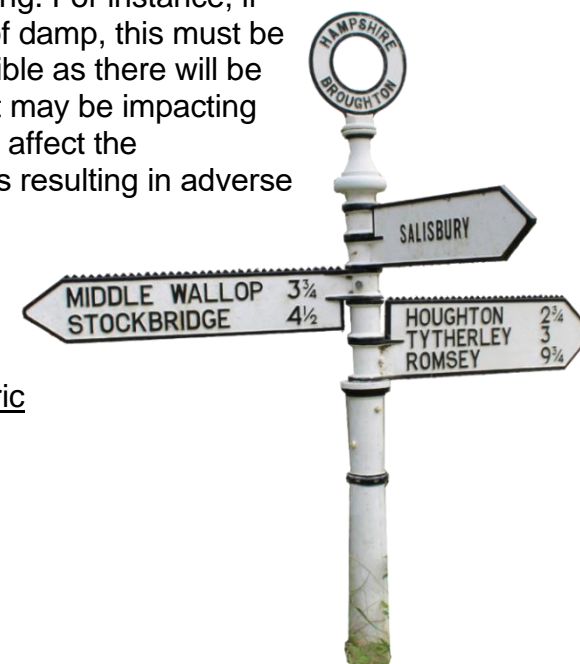 ng. For instance, if
of damp, this must be
ible as there will be
t may be impacting
affect the
s resulting in adverse
ric
HAMPSHIRE
BROUGHTON
SALISBURY
MIDDLE WALLOP 3¾
STOCKBRIDGE 4½
HOUGHTON 2¾
TYTHERLEY 3
ROMSEY 9¾